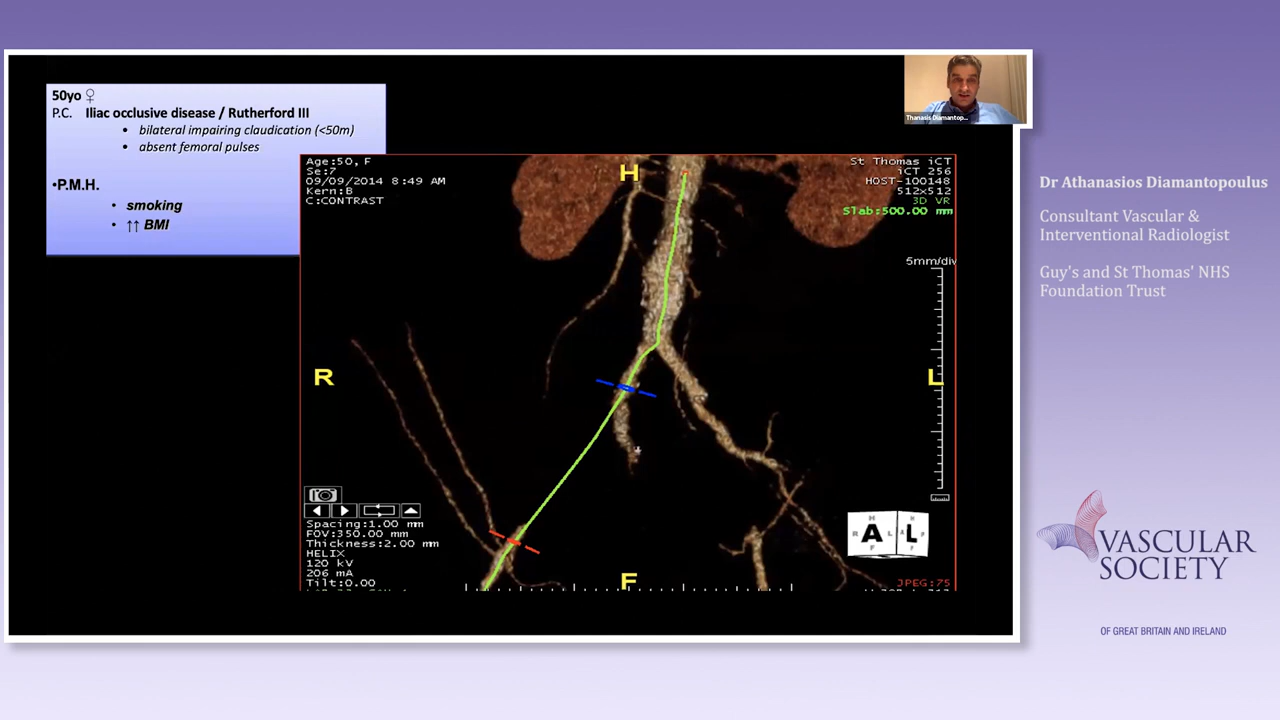 50yo ♀
P.C. Iliac occlusive disease / Rutherford III
• bilateral impairing claudication (<50m)
• absent femoral pulses
•P.M.H.
• smoking
• ↑↑ BMI
Age:50, F
Se:7
09/09/2014 8:49 AM
Kern:B
C:CONTRAST
H
St Thomas iCT
iCT 256
HOST-100148
512x512
3D VR
Slab:500.00 mm
5mm/div
R
L
Spacing:1.00 mm
FOV:350.00 mm
Thickness:2.00 mm
HELIX
120 kV
206 mA
Tilt:0.00
F
H
R A L A L
F F
JPEG:75
Thanasis Diamantop...
Dr Athanasios Diamantopoulus
Consultant Vascular &
Interventional Radiologist
Guy's and St Thomas' NHS
Foundation Trust
VASCULAR
SOCIETY
OF GREAT BRITAIN AND IRELAND